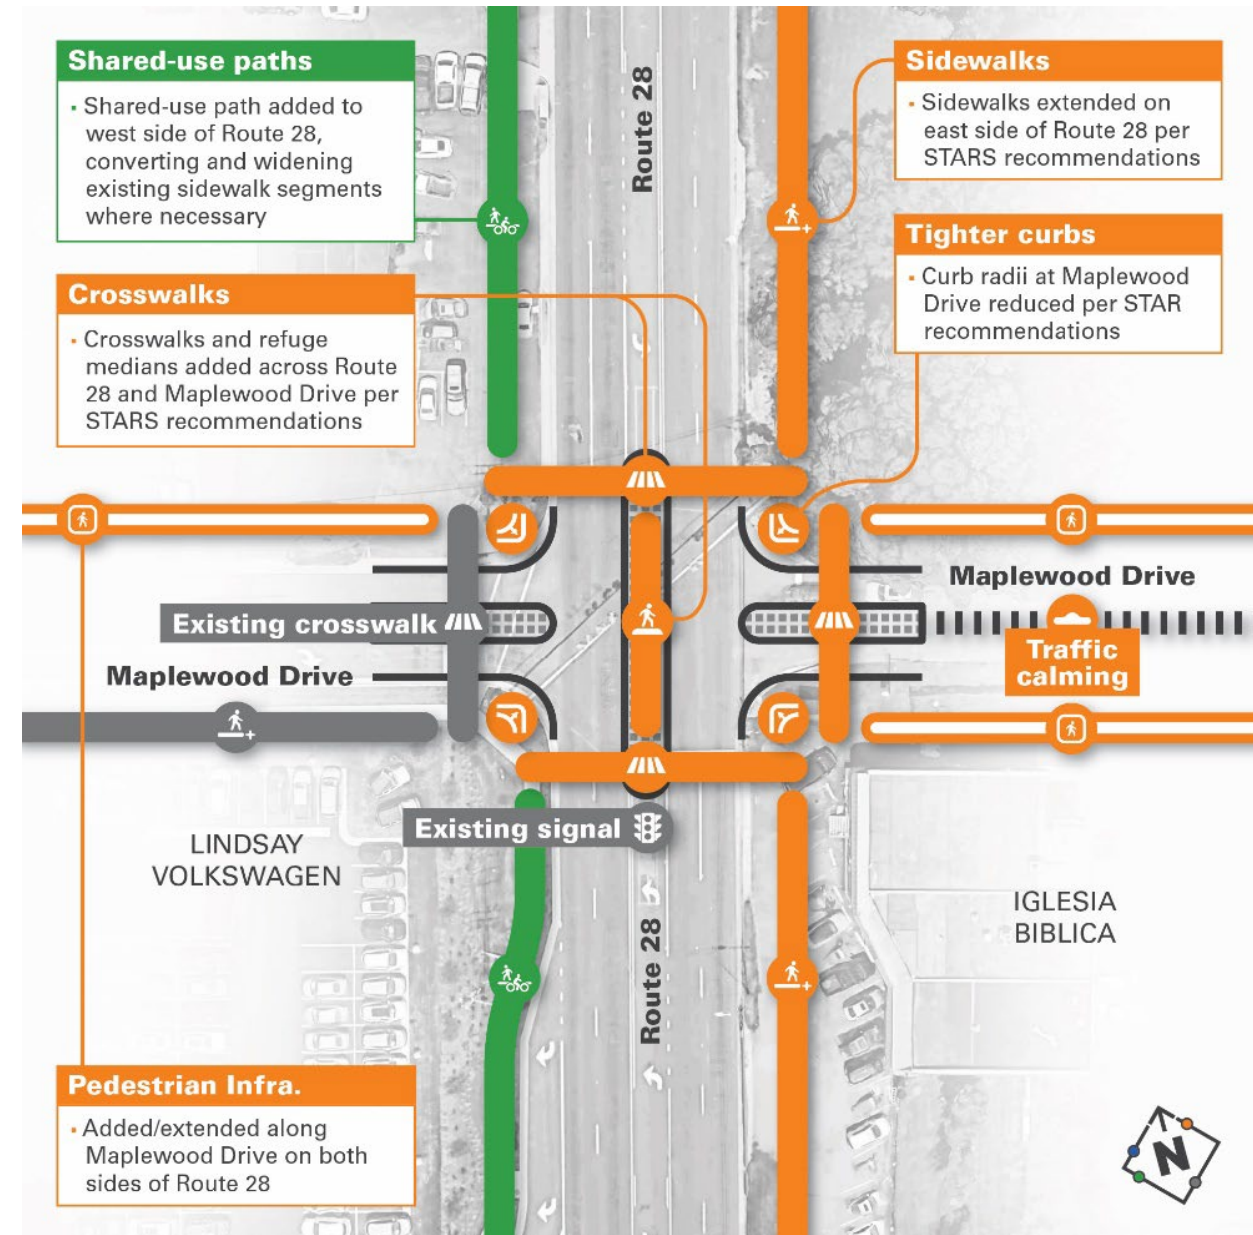 Shared-use paths
· Shared-use path added to
west side of Route 28,
converting and widening
existing sidewalk segments
where necessary
Route 28
Sidewalks
· Sidewalks extended on
east side of Route 28 per
STARS recommendations
Tighter curbs
· Curb radii at Maplewood
Drive reduced per STAR
recommendations
Crosswalks
· Crosswalks and refuge
medians added across Route
28 and Maplewood Drive per
STARS recommendations
Maplewood Drive
Existing crosswalk
Traffic
calming
Maplewood Drive
Existing signal
LINDSAY
VOLKSWAGEN
IGLESIA
BIBLICA
Route 28
Pedestrian Infra.
· Added/extended along
Maplewood Drive on both
sides of Route 28
N